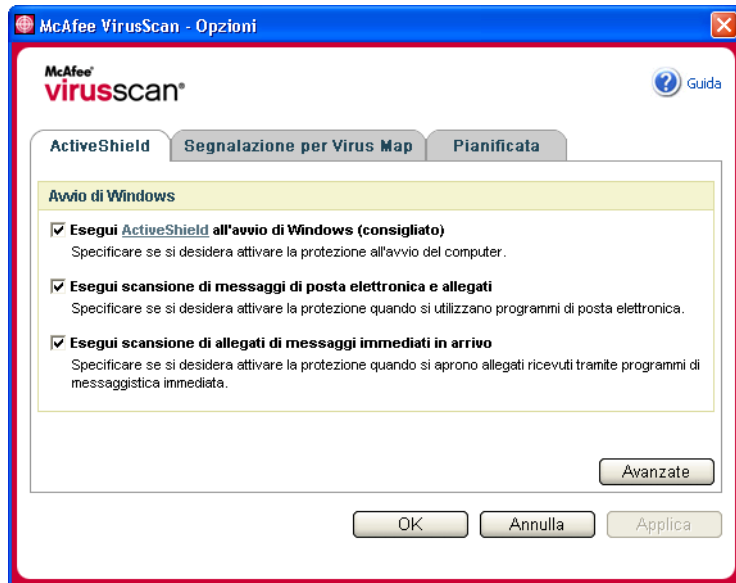 McAfee VirusScan - Opzioni
McAfee®
virusscan®
Guida
ActiveShield
Segnalazione per Virus Map
Pianificata
Avvio di Windows
Esegui ActiveShield all'avvio di Windows (consigliato)
Specificare se si desidera attivare la protezione all'avvio del computer.
Esegui scansione di messaggi di posta elettronica e allegati
Specificare se si desidera attivare la protezione quando si utilizzano programmi di posta elettronica.
Esegui scansione di allegati di messaggi immediati in arrivo
Specificare se si desidera attivare la protezione quando si aprono allegati ricevuti tramite programmi di
messaggistica immediata.
Avanzate
OK
Annulla
Applica